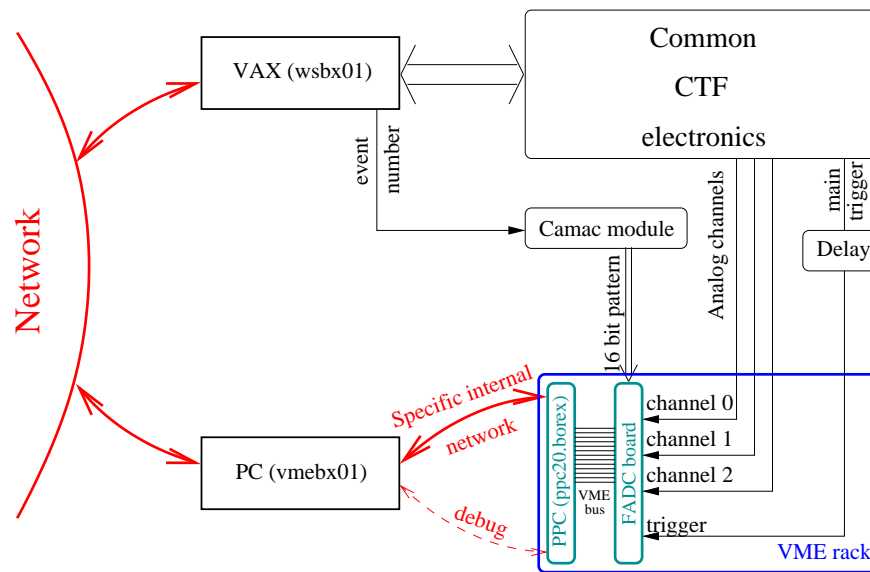 Common
CTF
electronics
VAX (wsbx01)
event
number
Network
Camac module
Analog channels
main
trigger
Delay
16 bit pattern
Specific internal
network
debug
PC (vmebx01)
PPC (ppc20.borex)
VME
bus
FADC board
channel 0
channel 1
channel 2
trigger
VME rack